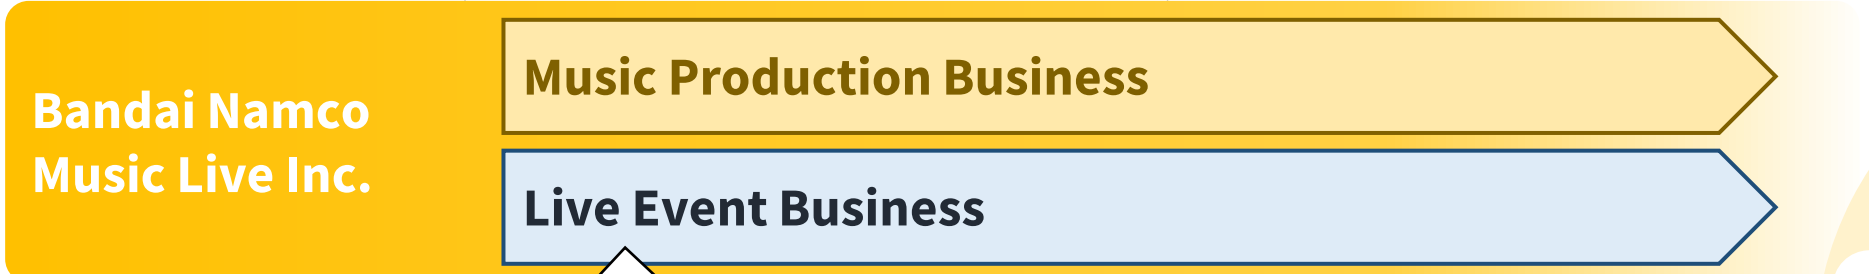 Bandai Namco
Music Live Inc.
Music Production Business
Live Event Business